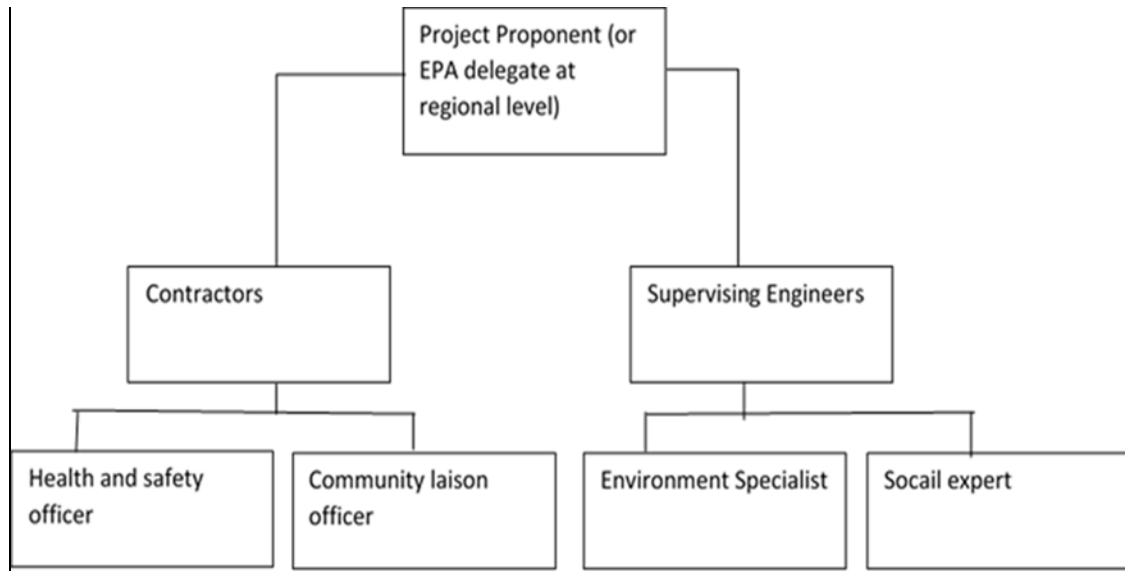 Project Proponent (or
EPA delegate at
regional level)
Contractors
Supervising Engineers
Health and safety
officer
Community liaison
officer
Environment Specialist
Socail expert